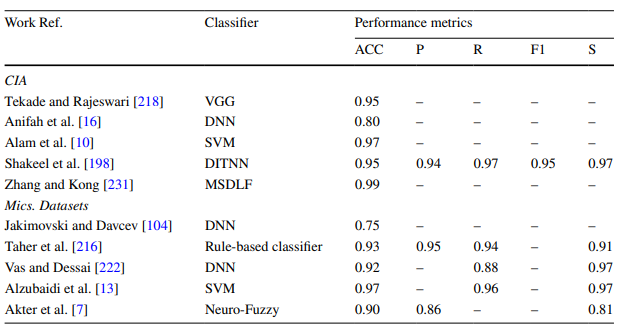 Work Ref. Classifier Performance metrics
ACC P R F1 S
CIA
Tekade and Rajeswari [218] VGG 0.95 – – – –
Anifah et al. [16] DNN 0.80 – – – –
Alam et al. [10] SVM 0.97 – – – –
Shakeel et al. [198] DITNN 0.95 0.94 0.97 0.95 0.97
Zhang and Kong [231] MSDLF 0.99 – – – –
Mics. Datasets
Jakimovski and Davcev [104] DNN 0.75 – – – –
Taher et al. [216] Rule-based classifier 0.93 0.95 0.94 – 0.91
Vas and Dessai [222] DNN 0.92 – 0.88 – 0.97
Alzubaidi et al. [13] SVM 0.97 – 0.96 – 0.97
Akter et al. [7] Neuro-Fuzzy 0.90 0.86 – – 0.81